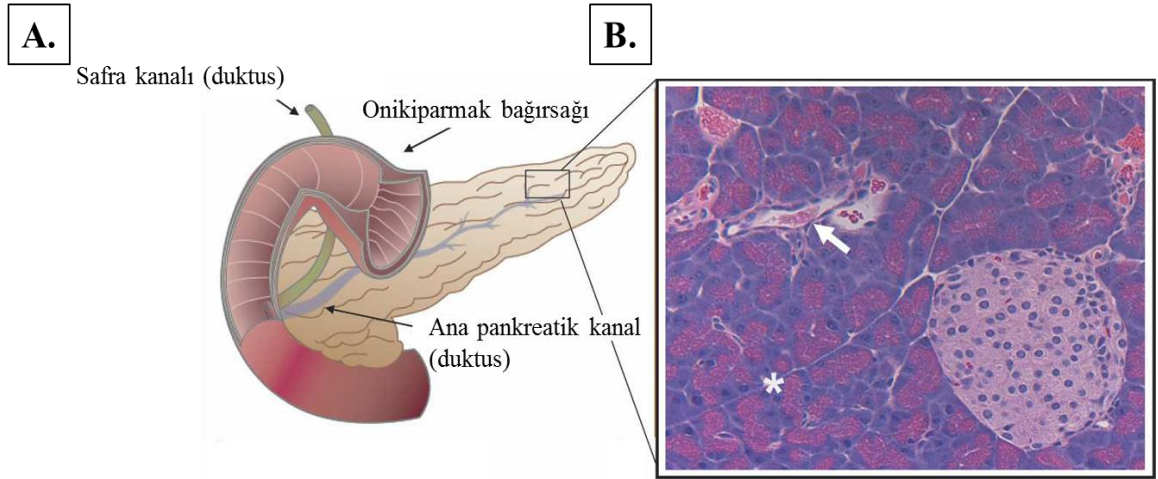 A.
B.
Safra kanalı (duktus)
Onikiparmak bağırsağı
Ana pankreatik kanal
(duktus)
*